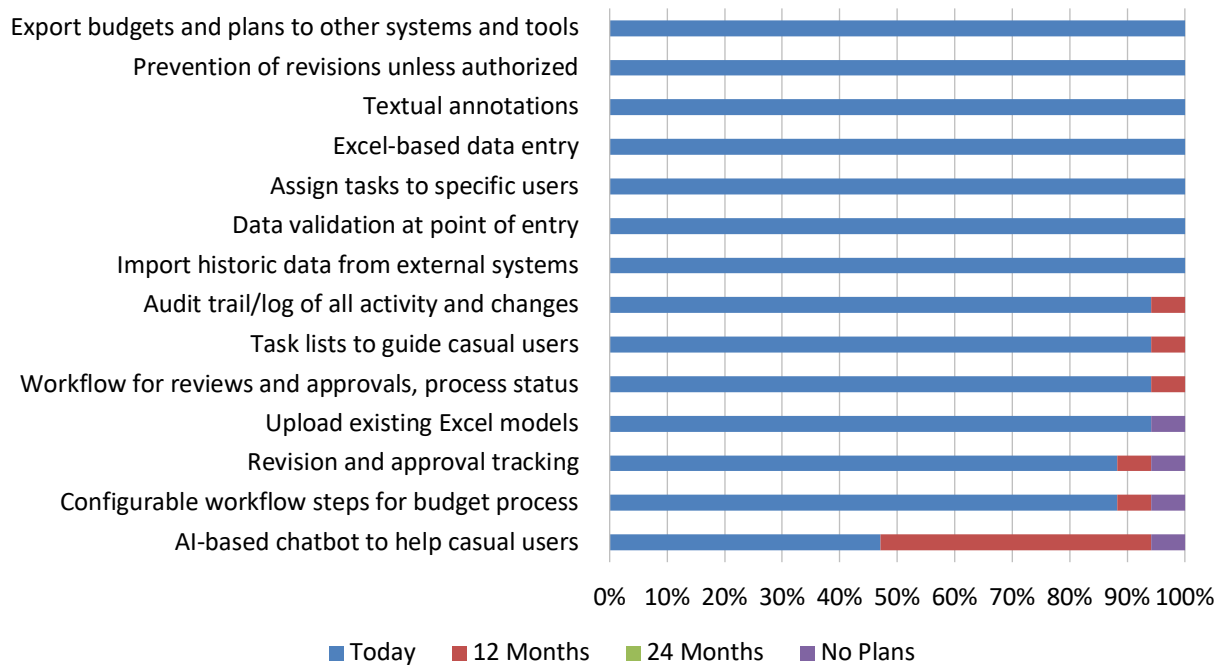 Export budgets and plans to other systems and tools
Prevention of revisions unless authorized
Textual annotations
Excel-based data entry
Assign tasks to specific users
Data validation at point of entry
Import historic data from external systems
Audit trail/log of all activity and changes
Task lists to guide casual users
Workflow for reviews and approvals, process status
Upload existing Excel models
Revision and approval tracking
Configurable workflow steps for budget process
AI-based chatbot to help casual users
0% 10% 20% 30% 40% 50% 60% 70% 80% 90% 100%
Today 12 Months 24 Months No Plans